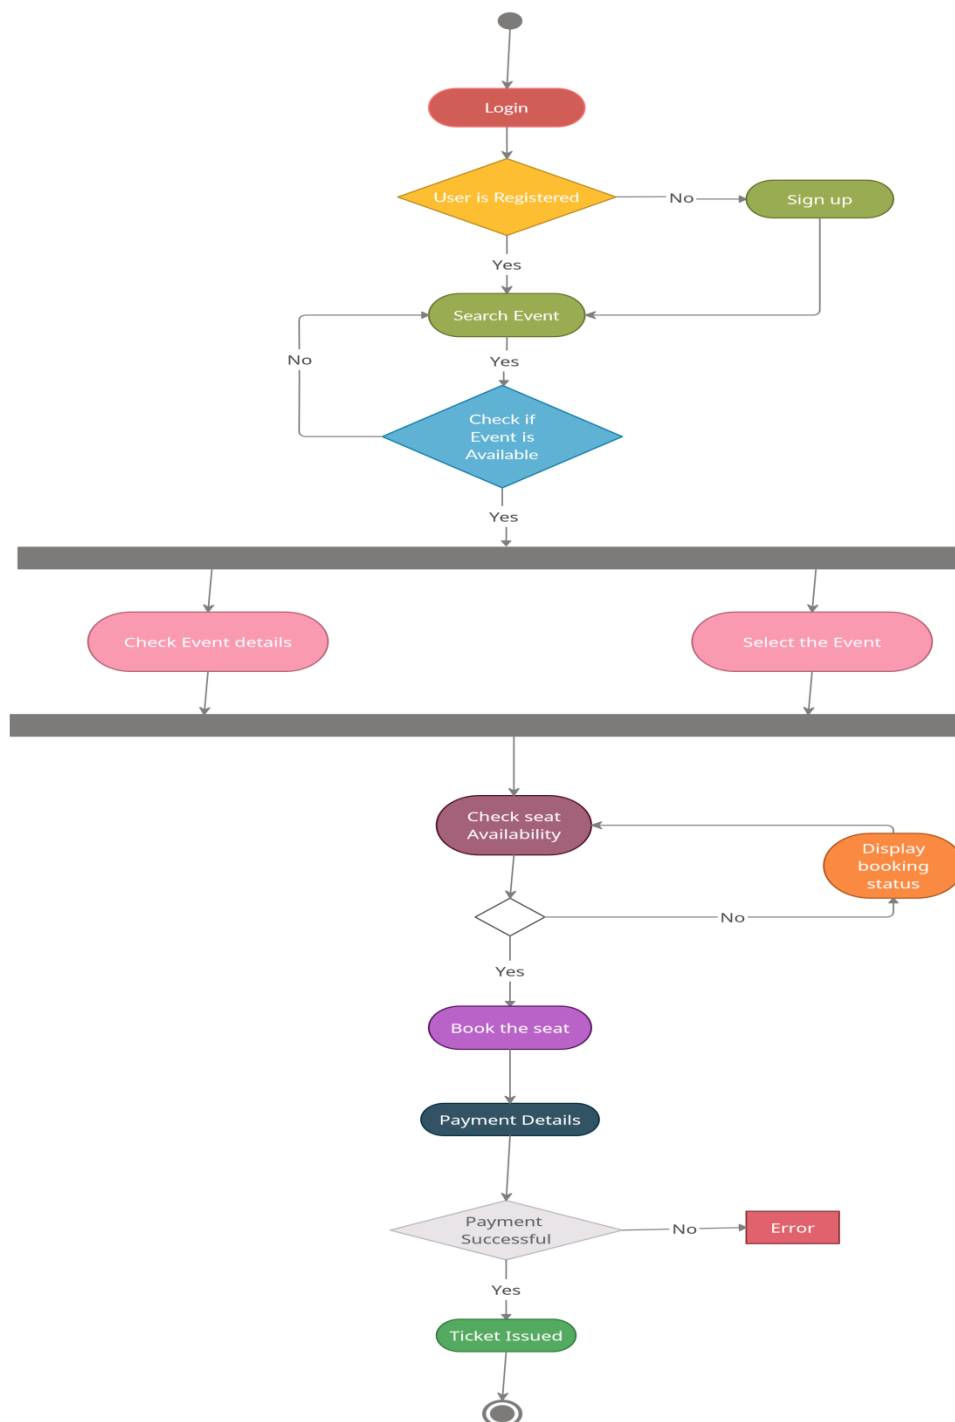 Login
User is Registered
No
Sign up
Yes
Search Event
Yes
No
Check if
Event is
Available
Yes
Check Event details
Select the Event
Check seat
Availability
Display
booking
status
No
Yes
Book the seat
Payment Details
Payment
Successful
No
Error
Yes
Ticket Issued